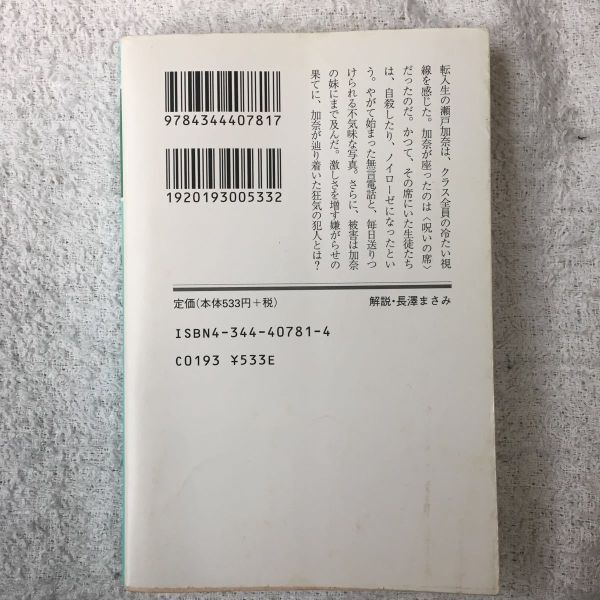 転入生の瀬戸加奈は、クラス全員の冷たい視
線を感じた。加奈が座ったのは〈呪いの席〉
だったのだ。かつて、その席にいた生徒たち
は、自殺したり、ノイローゼになったとい
う。やがて始まった無言電話と、毎日送りつ
けられる不気味な写真。さらに、被害は加奈
の妹にまで及んだ。激しさを増す嫌がらせの
果てに、加奈が辿り着いた狂気の犯人とは?
9784344407817
1920193005332
定価(本体533円+税)
解説・長澤まさみ
ISBN4-344-40781-4
C0193 ¥533E